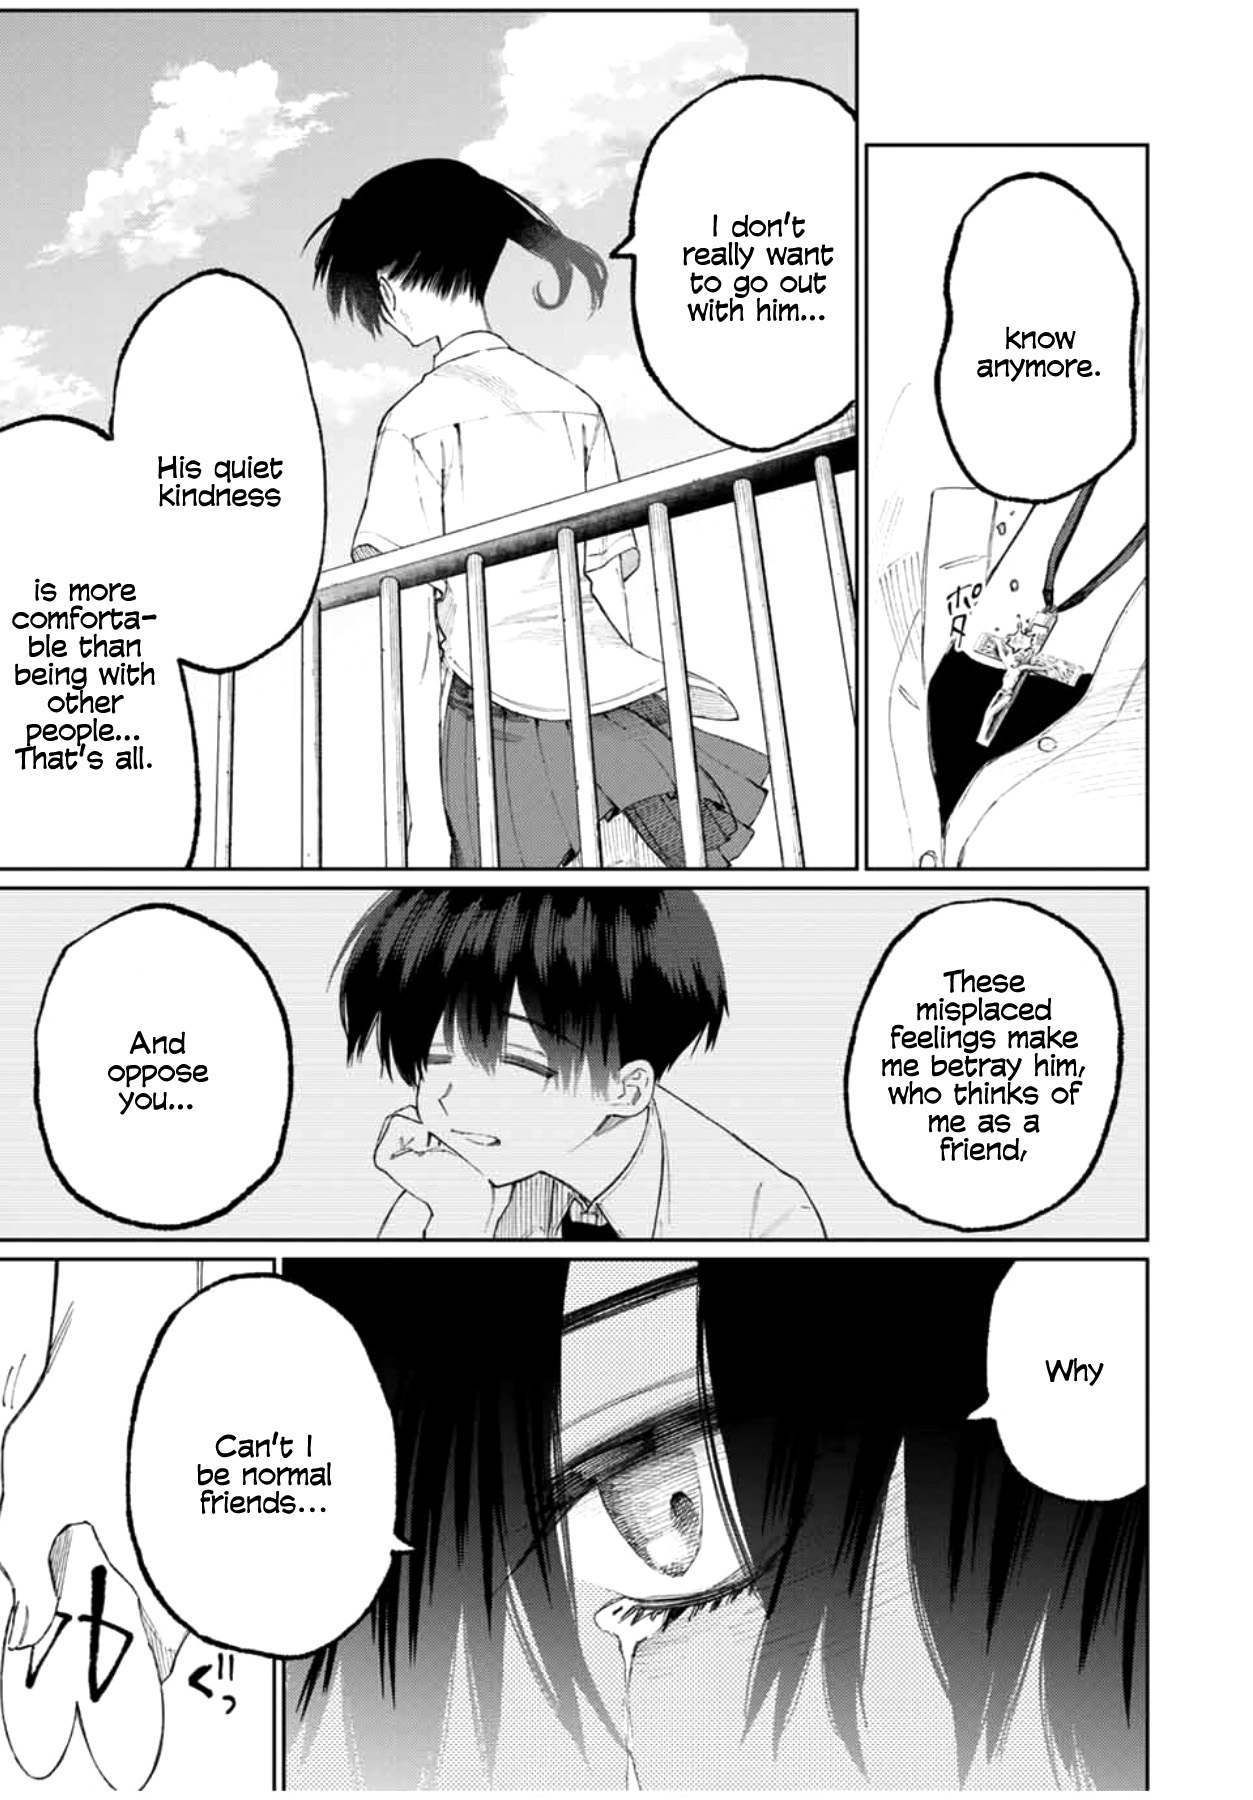 know
anymore.
ポ
タ
I don't
really want
to go out
with him...
His quiet
kindness
is more
comforta-
ble than
being with
other
people...
That's all.
These
misplaced
feelings make
me betray him,
who thinks of
me as a
friend,
And
oppose
you...
Why
Can't I
be normal
friends...